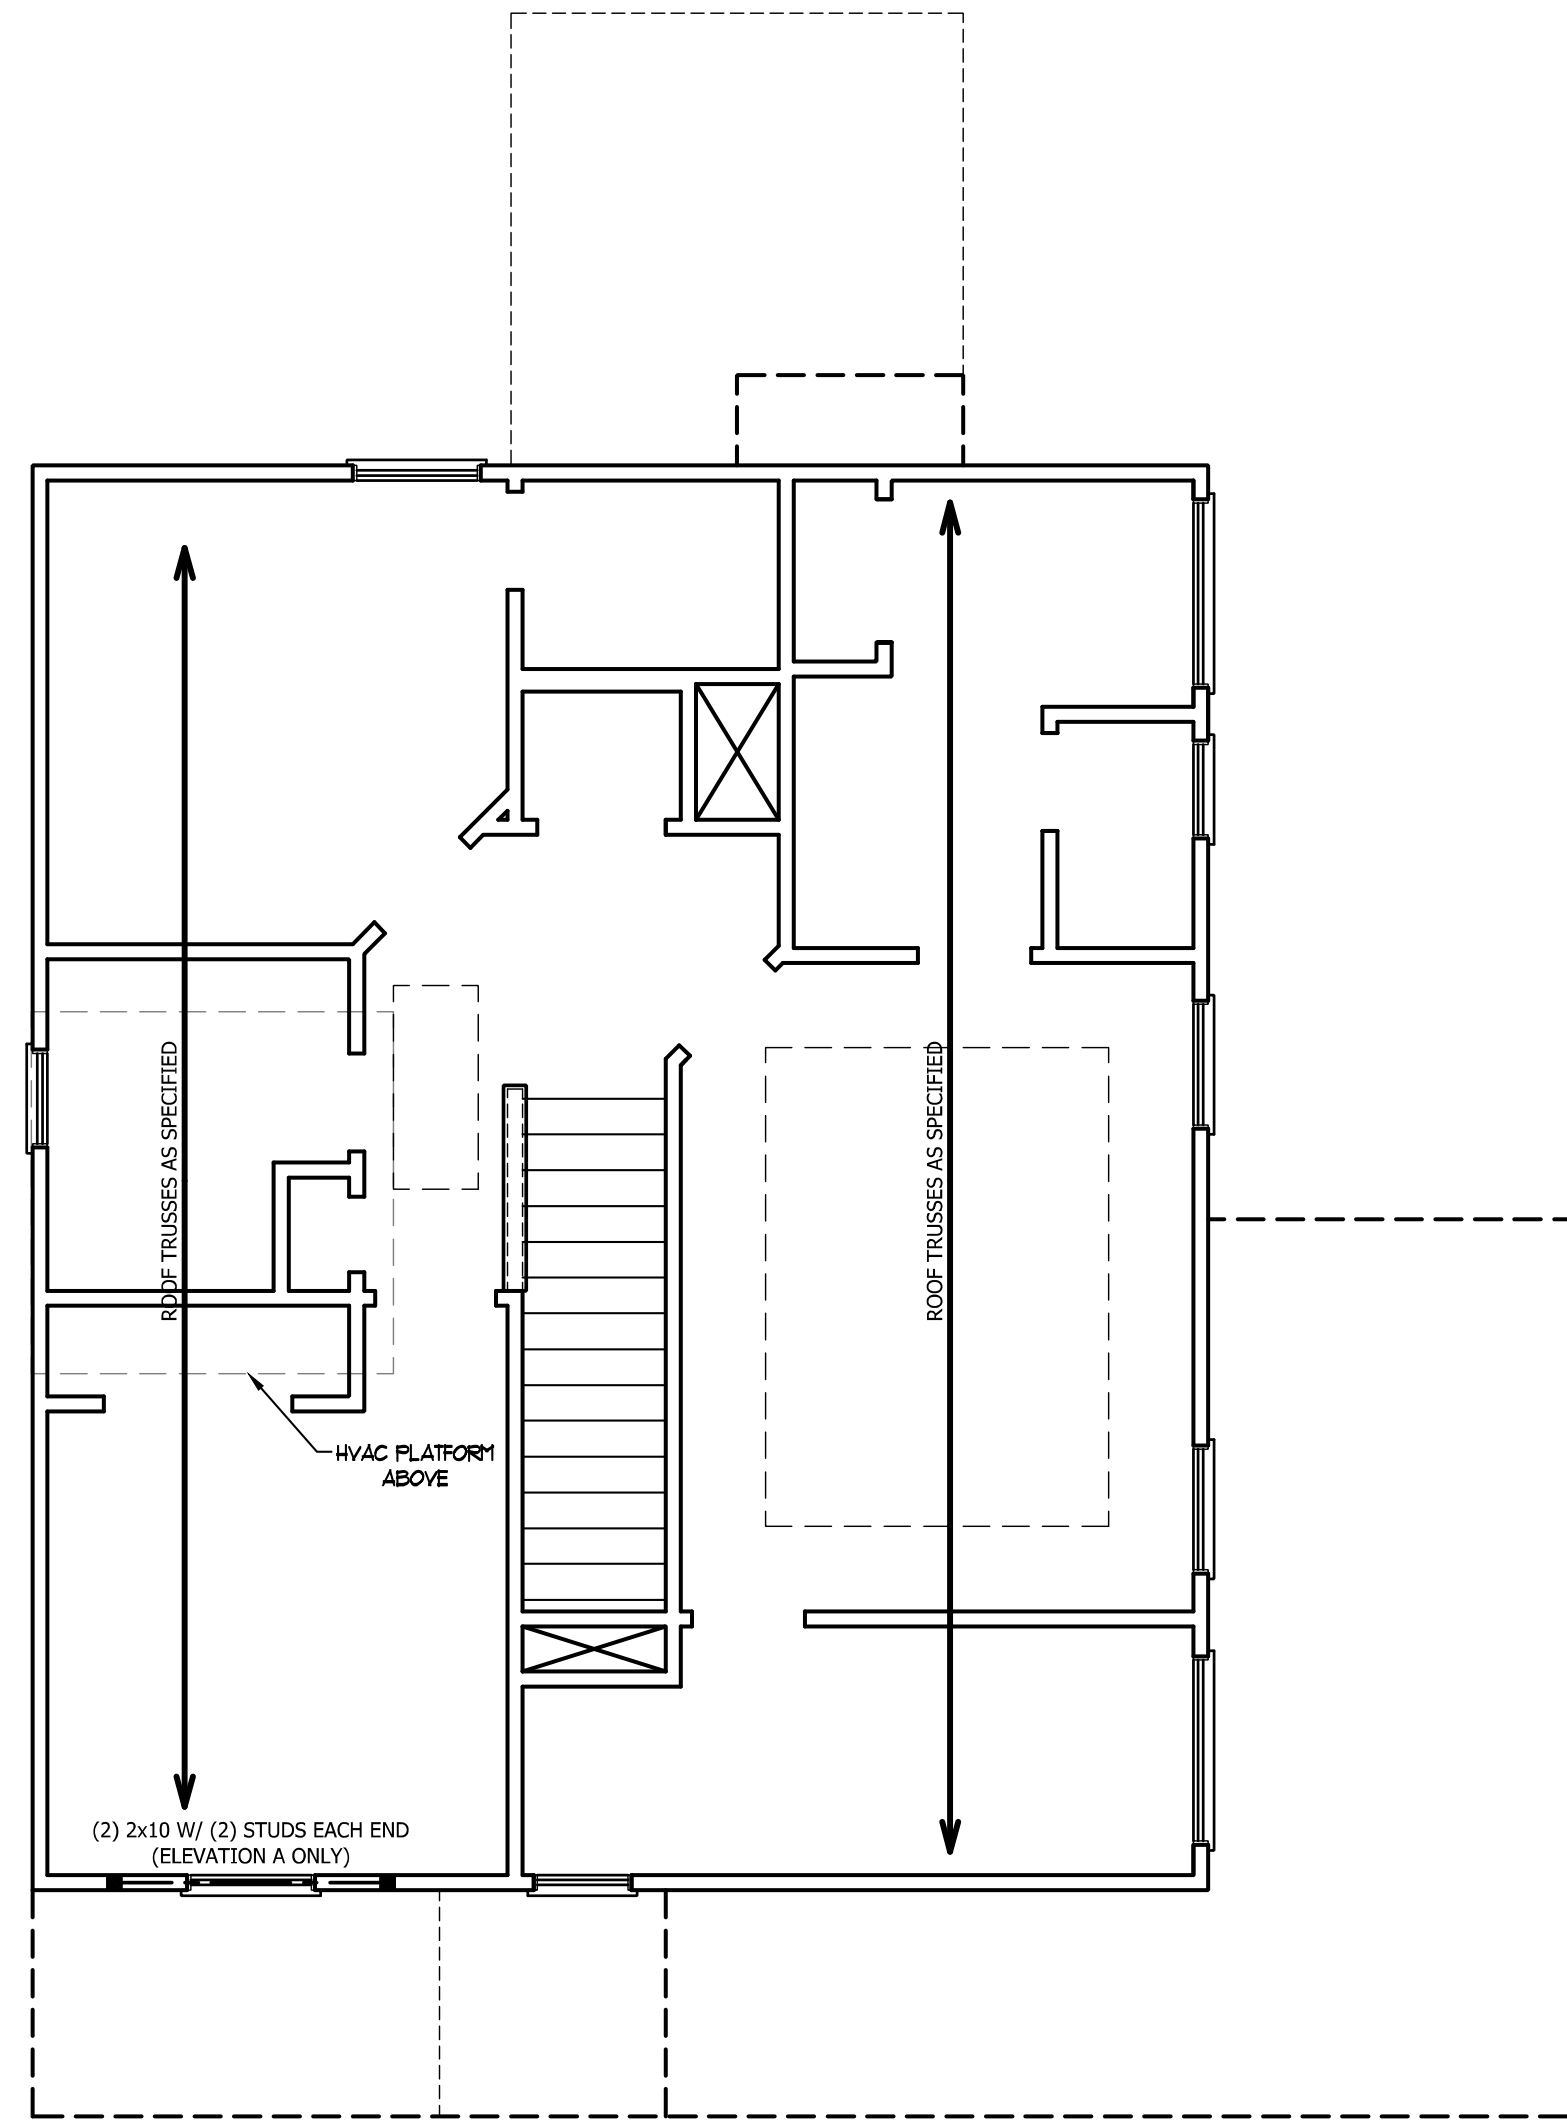 ROOF TRUSSES AS SPECIFIED
ROOF TRUSSES AS SPECIFIED
HVAC PLATFORM
ABOVE
(2) 2x10 W/ (2) STUDS EACH END
(ELEVATION A ONLY)